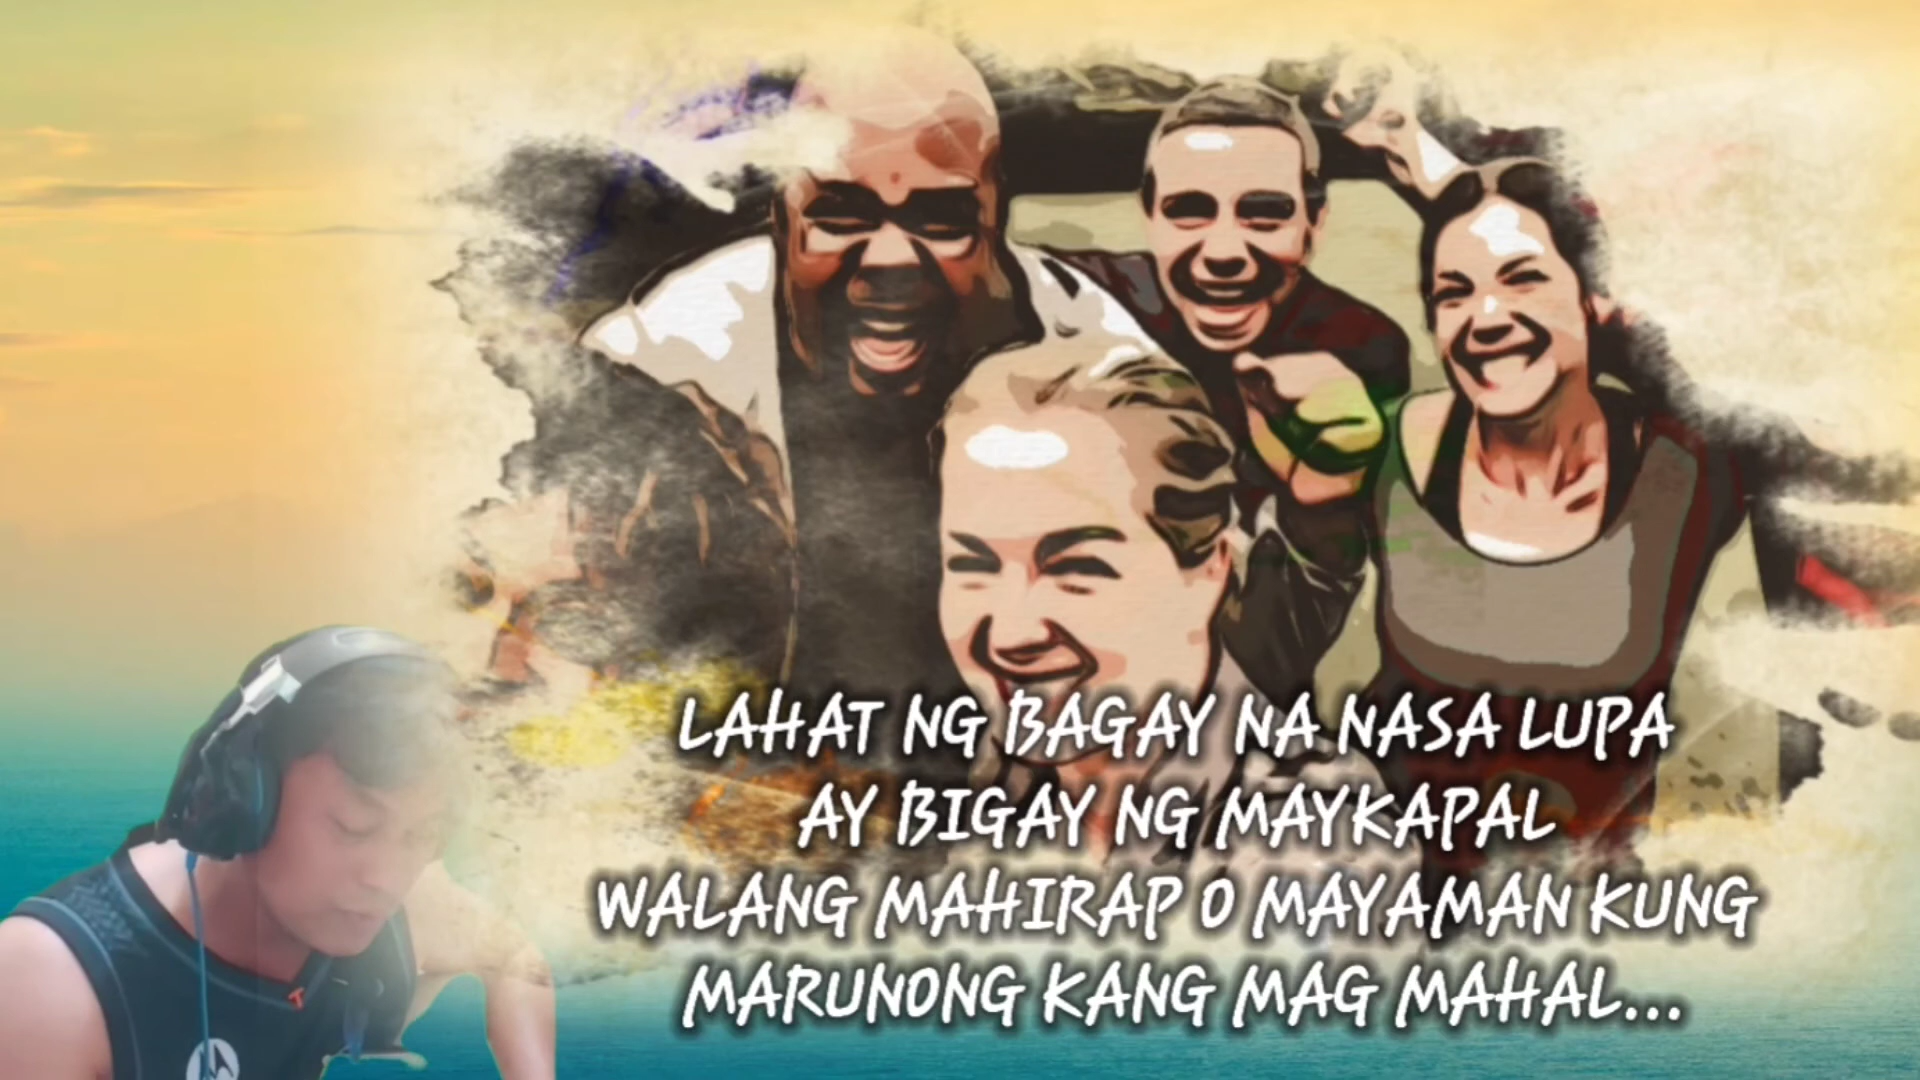 LAHAT NG BAGAY NA NASA LUPA
AY BIGAY NG MAYKAPAL
WALANG MAHIRAP O MAYAMAN KUNG
MARUNONG KANG MAG MAHAL...